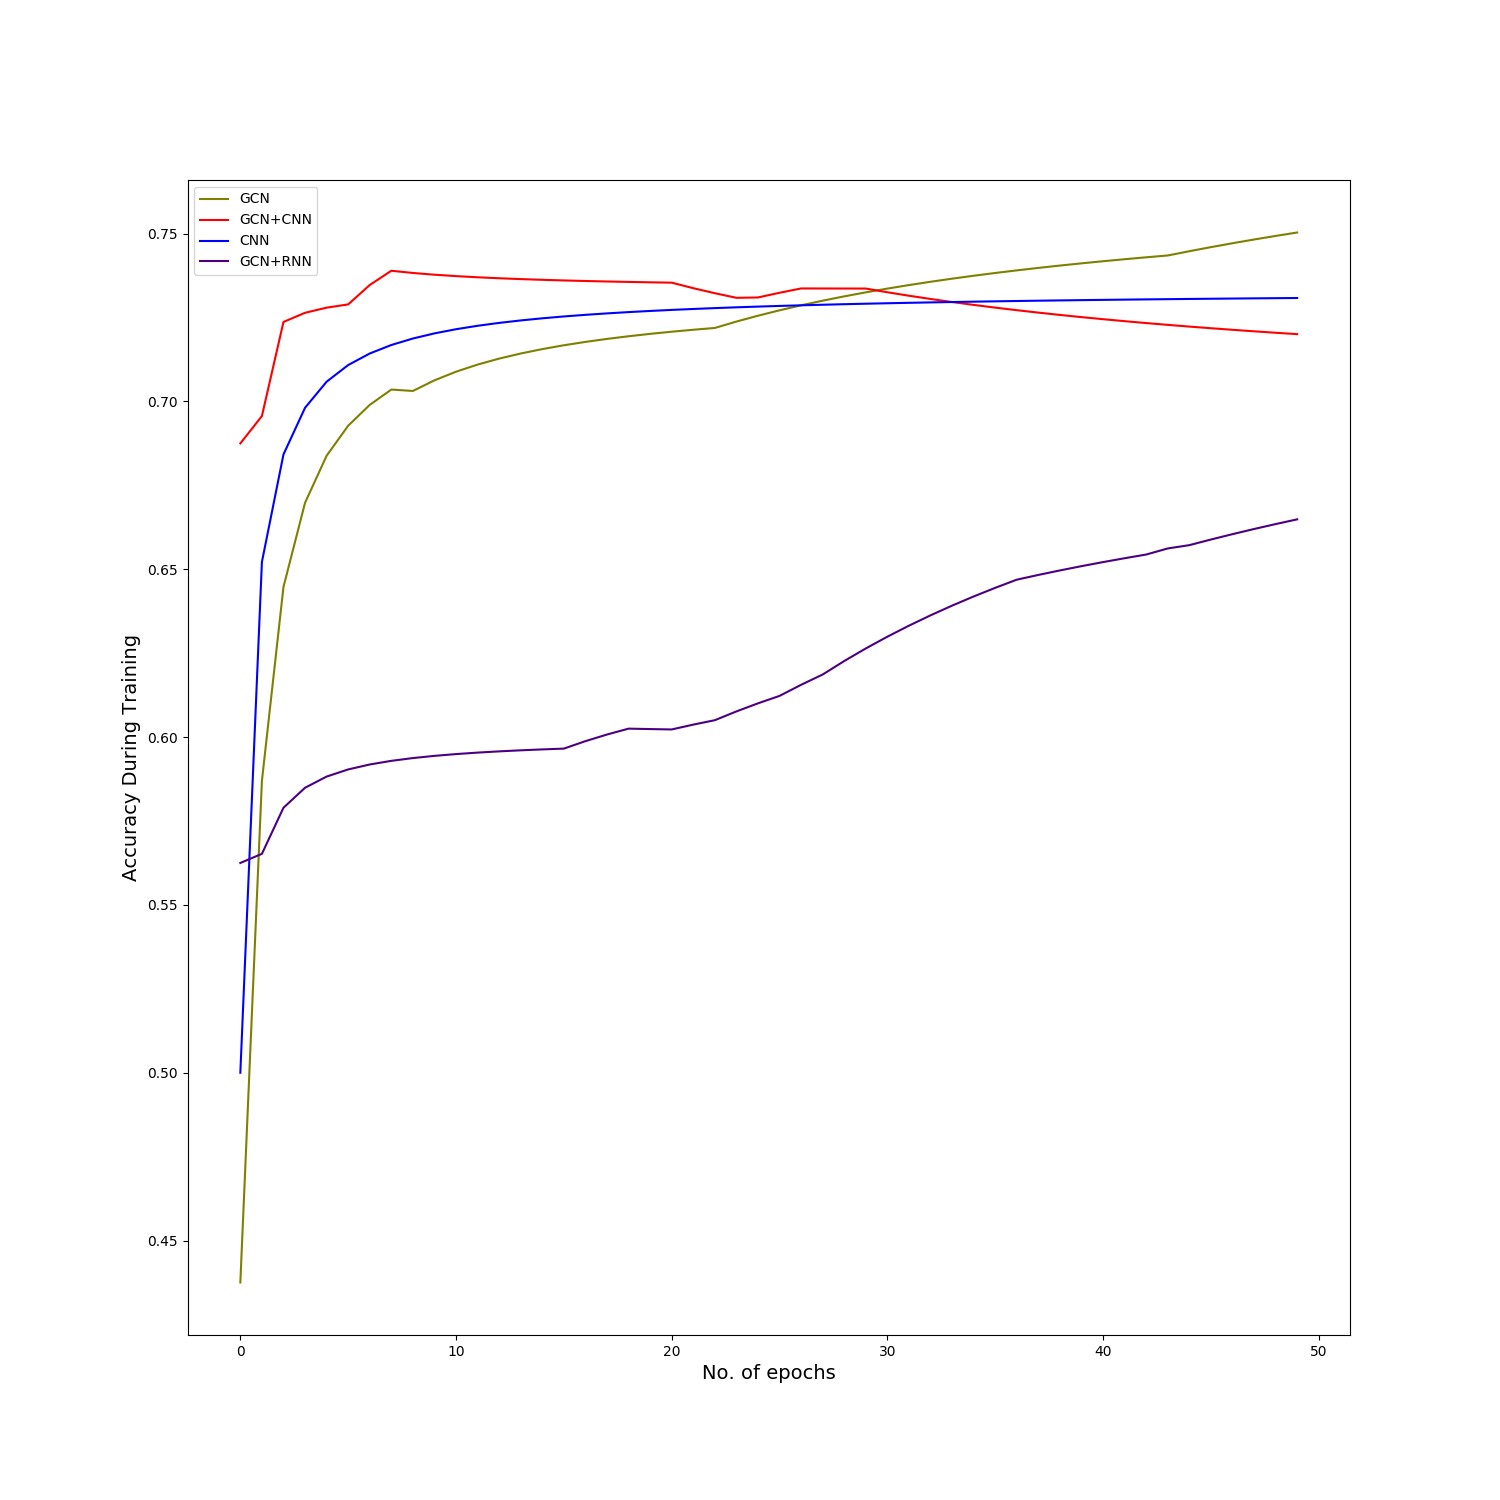 GCN
GCN+CNN
CNN
GCN+RNN
0.75
0.70
0.65
0.60
0.55
0.50
0.45
Accuracy During Training
0 10 20 30 40 50
No. of epochs